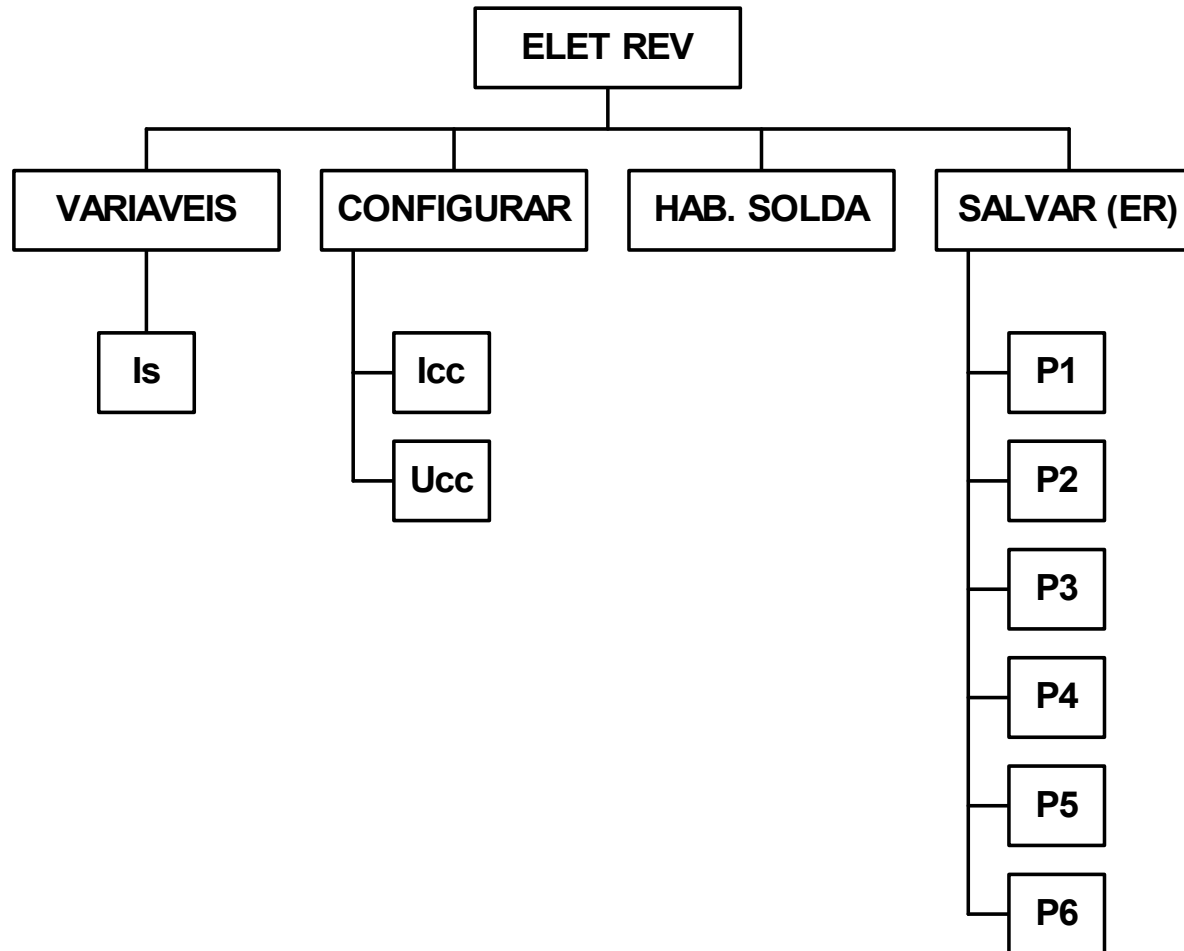 ELET REV
VARIAVEIS
CONFIGURAR
HAB. SOLDA
SALVAR (ER)
Is
Icc
Ucc
P1
P2
P3
P4
P5
P6